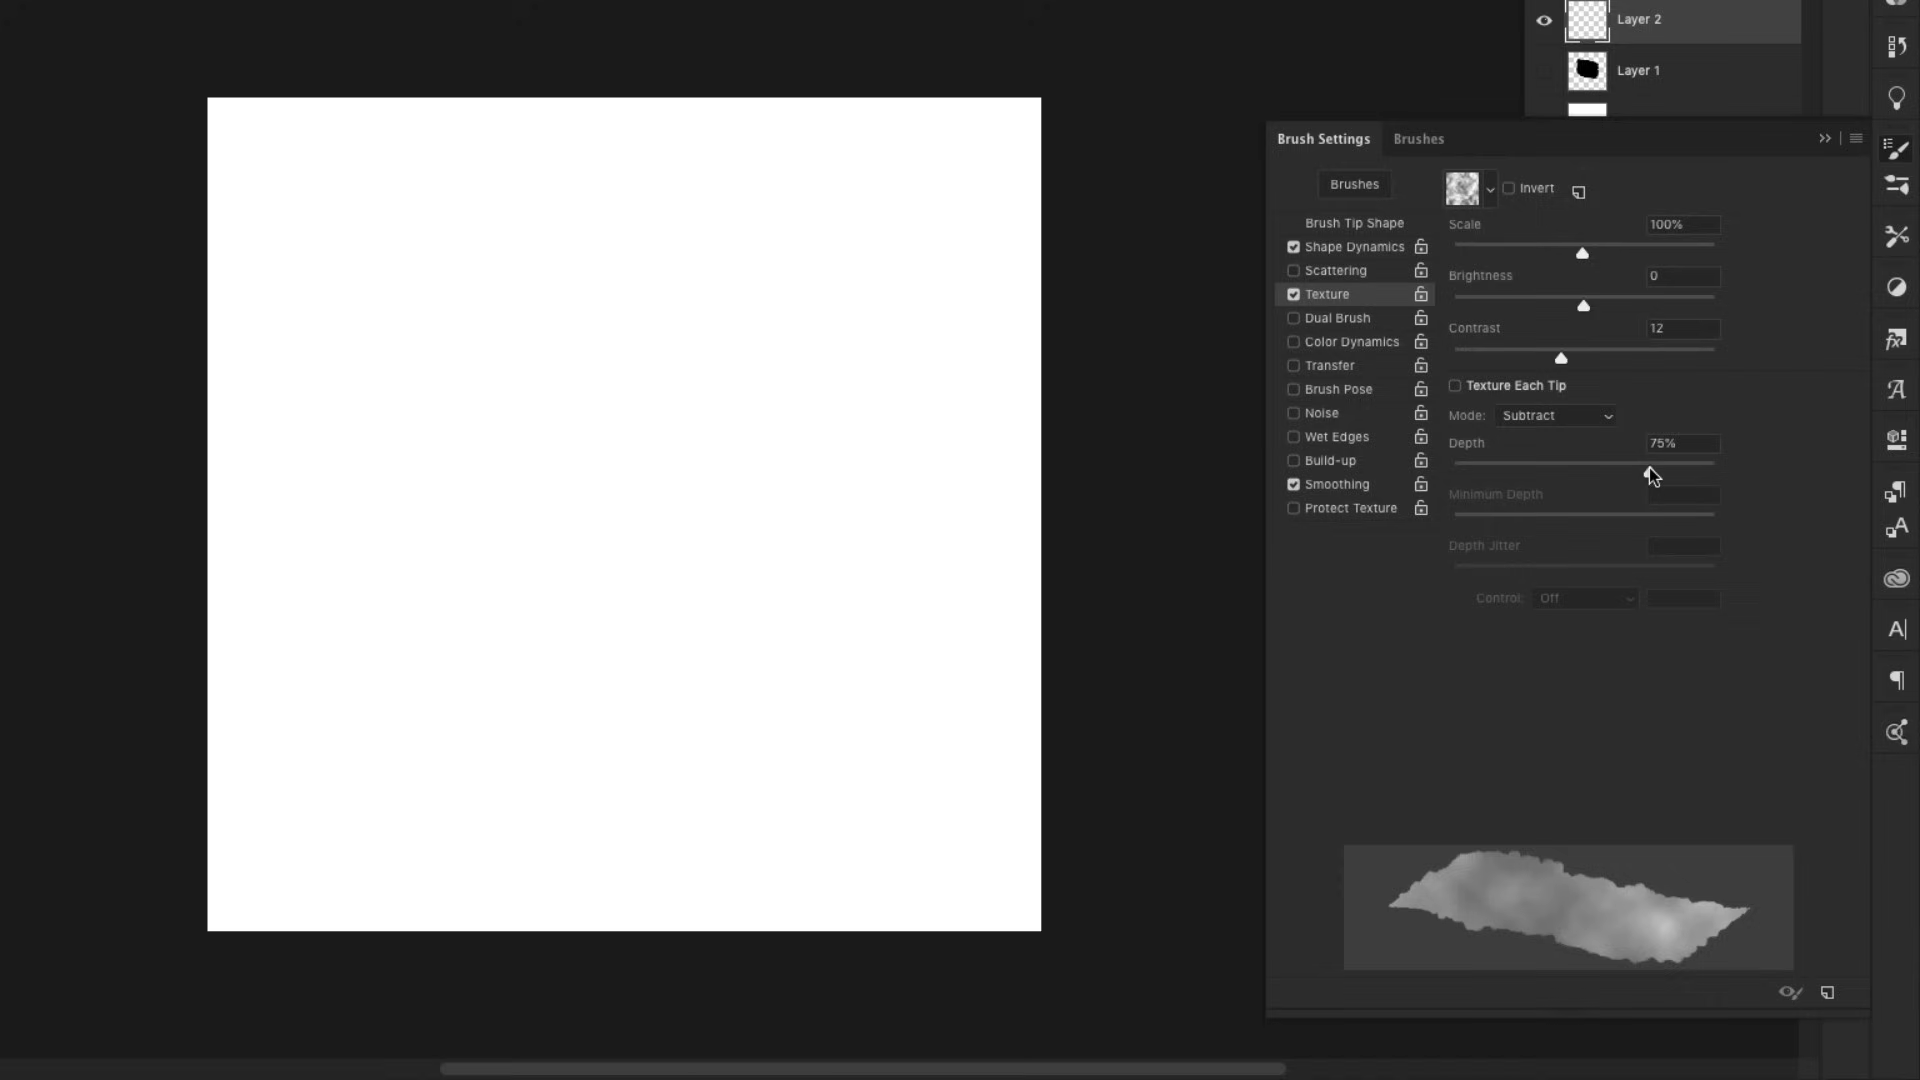 Layer 2
Layer 1
Brush Settings
Brushes
Brushes
Invert
Brush Tip Shape
Scale
100%
Shape Dynamics
Scattering
Brightness
0
Texture
Dual Brush
Contrast
12
Color Dynamics
Transfer
Texture Each Tip
Brush Pose
Noise
Mode:
Subtract
Wet Edges
Depth
75%
Build-up
Smoothing
Minimum Depth
Protect Texture
Depth Jitter
Control:
Off